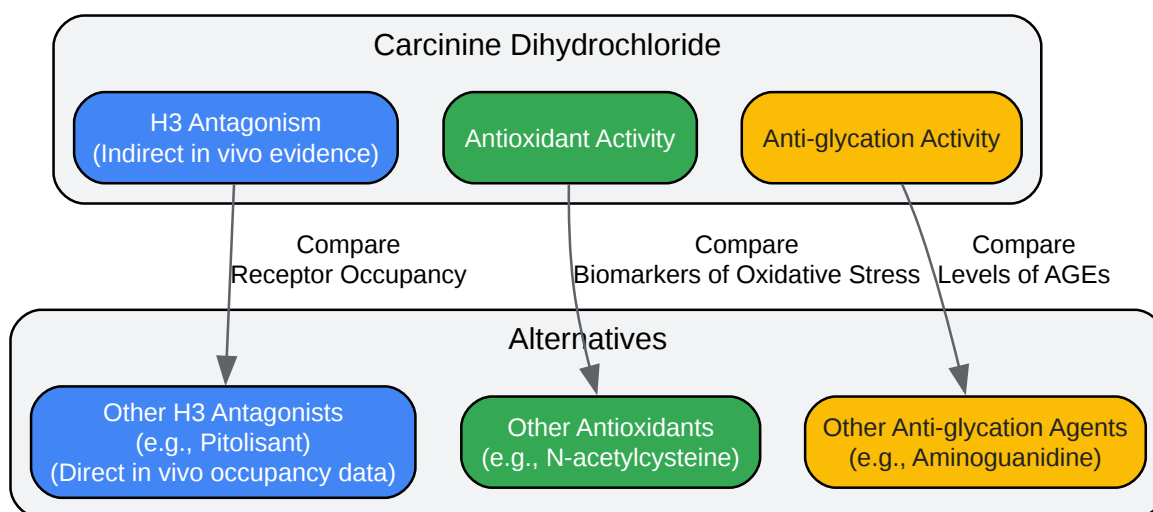 Carcinine Dihydrochloride
H3 Antagonism
(Indirect in vivo evidence)
Antioxidant Activity
Anti-glycation Activity
Compare
Receptor Occupancy
Compare
Biomarkers of Oxidative Stress
Compare
Levels of AGEs
Alternatives
Other H3 Antagonists
(e.g., Pitolisant)
(Direct in vivo occupancy data)
Other Antioxidants
(e.g., N-acetylcysteine)
Other Anti-glycation Agents
(e.g., Aminoguanidine)